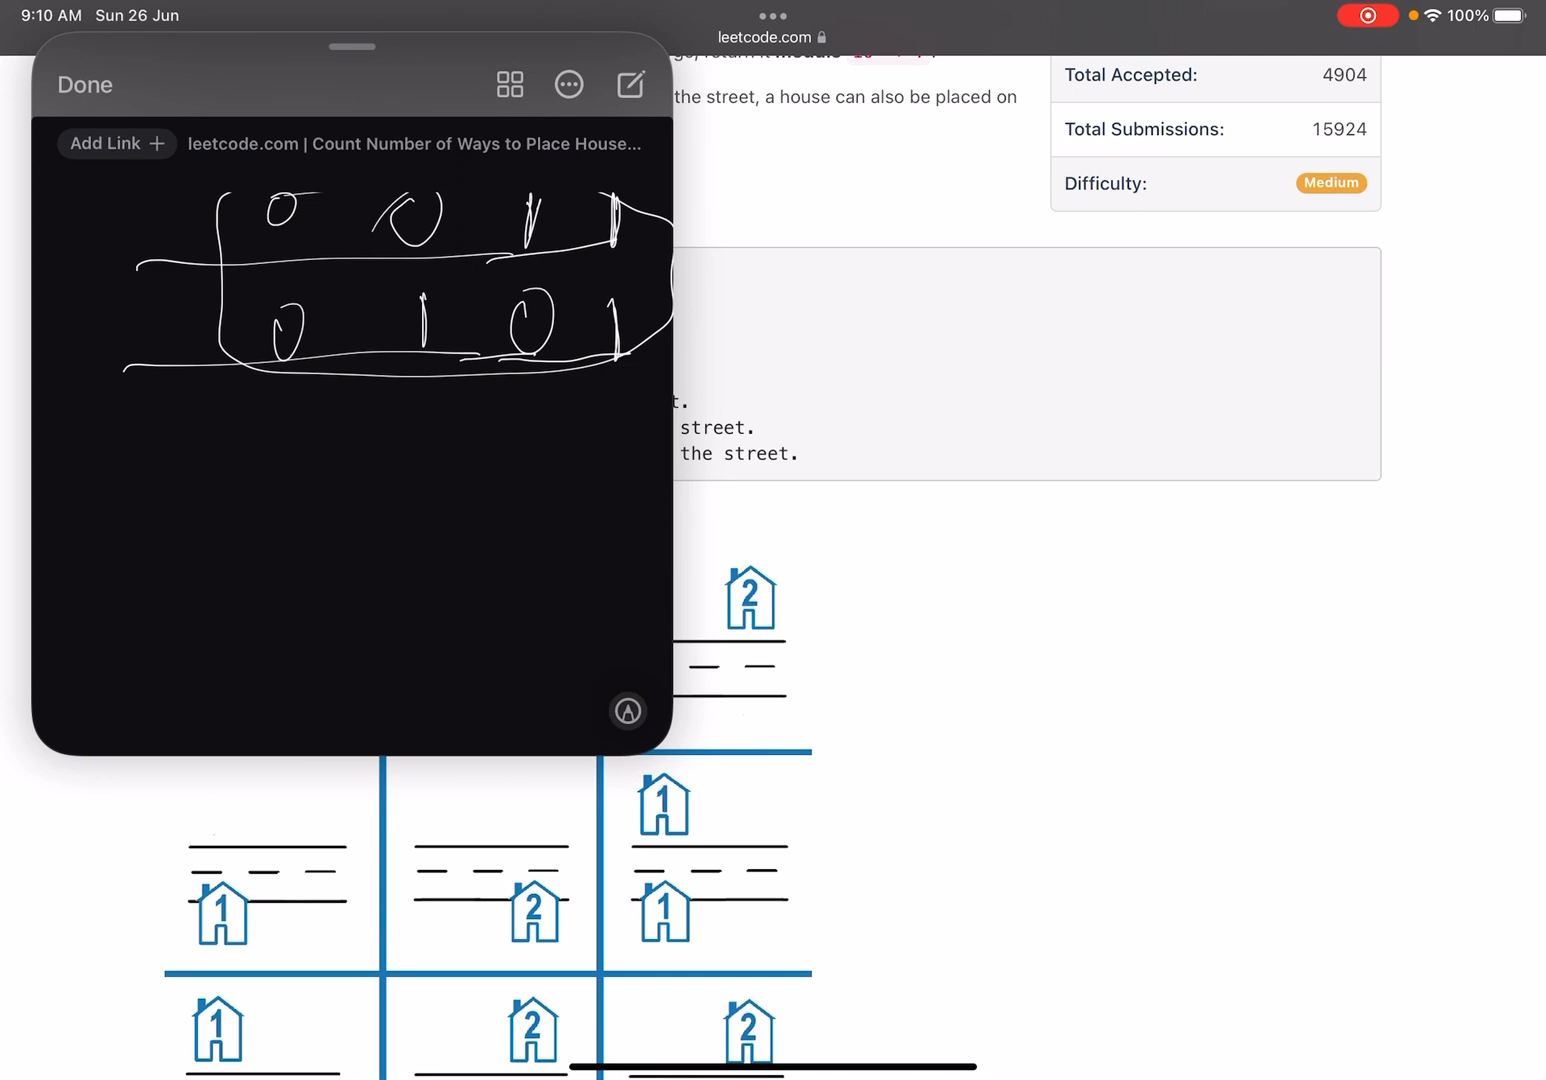 9:10 AM Sun 26 Jun
100%
leetcode.com
Total Accepted: 4904
Done
the street, a house can also be placed on
Total Submissions: 15924
Add Link + leetcode.com | Count Number of Ways to Place House...
Difficulty: Medium
0 0 1 1
0 1 0 1
t.
street.
the street.
2
1
1 2 1
1 2 2